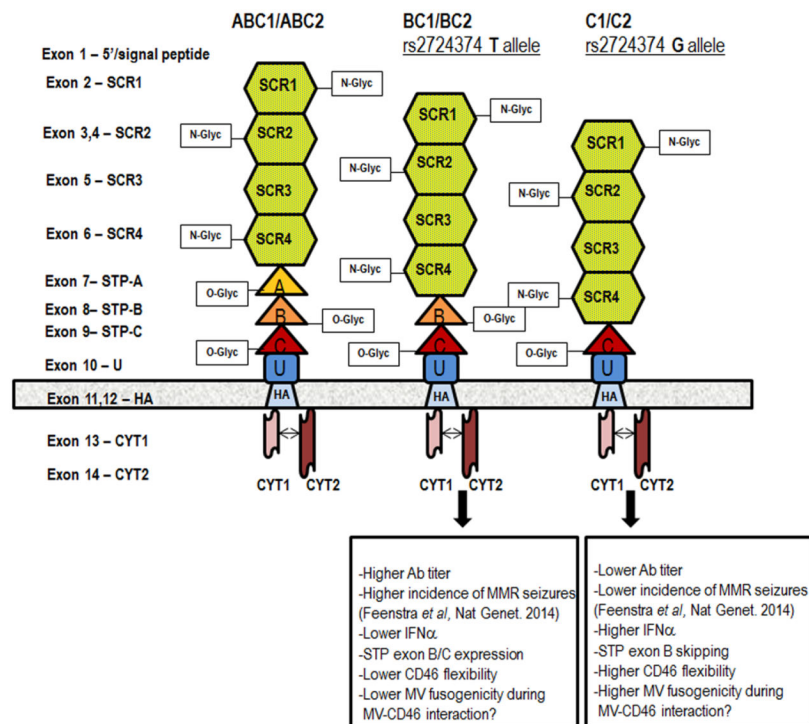 ABC1/ABC2
BC1/BC2
rs2724374 T allele
C1/C2
rs2724374 G allele
Exon 1 – 5'/signal peptide
Exon 2 – SCR1
Exon 3,4 – SCR2
Exon 5 – SCR3
Exon 6 – SCR4
Exon 7– STP-A
Exon 8 – STP-B
Exon 9– STP-C
Exon 10 – U
Exon 11,12 – HA
Exon 13 – CYT1
Exon 14 – CYT2
SCR1
N-Glyc
N-Glyc
SCR2
SCR3
N-Glyc
SCR4
A
O-Glyc
B
O-Glyc
O-Glyc
C
U
HA
CYT1 CYT2
SCR1
N-Glyc
N-Glyc
SCR2
SCR3
N-Glyc
SCR4
B
O-Glyc
O-Glyc
C
U
HA
CYT1 CYT2
SCR1
N-Glyc
N-Glyc
SCR2
SCR3
N-Glyc
SCR4
O-Glyc
C
U
HA
CYT1 CYT2
-Higher Ab titer
-Higher incidence of MMR seizures
(Feenstra et al, Nat Genet. 2014)
-Lower IFNα
-STP exon B/C expression
-Lower CD46 flexibility
-Lower MV fusogenicity during
MV-CD46 interaction?
-Lower Ab titer
-Lower incidence of MMR seizures
(Feenstra et al, Nat Genet. 2014)
-Higher IFNα
-STP exon B skipping
-Higher CD46 flexibility
-Higher MV fusogenicity during
MV-CD46 interaction?